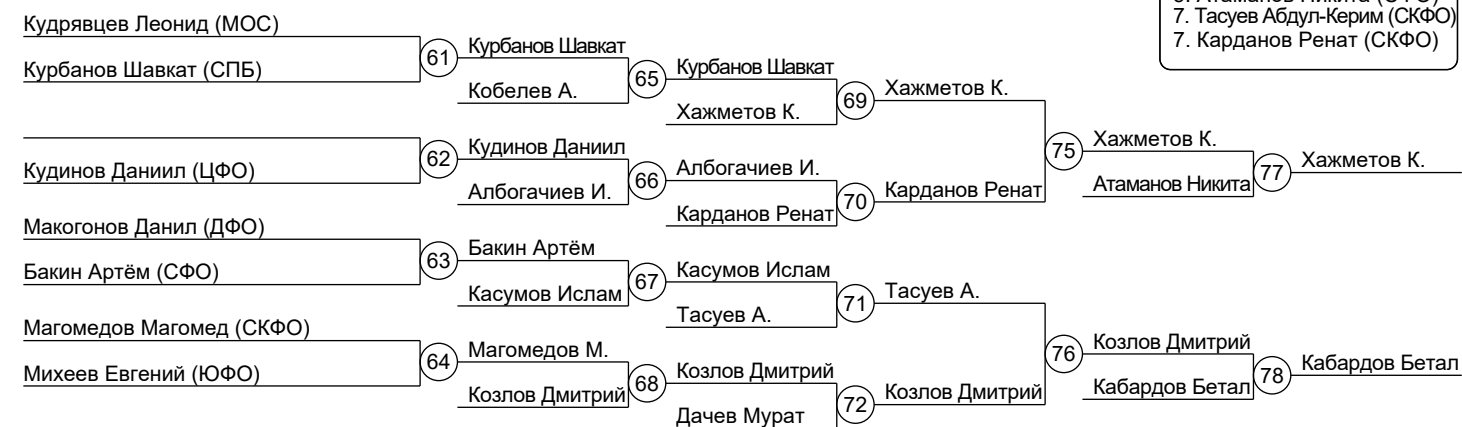 7. Тасуев Абдул-Керим (СКФО)
7. Карданов Ренат (СКФО)
Кудрявцев Леонид (МОС)
Курбанов Шавкат (СПБ)
61
Курбанов Шавкат
Кобелев А.
65
Курбанов Шавкат
Хажметов К.
69
Хажметов К.
Кудинов Даниил (ЦФО)
62
Кудинов Даниил
Албогачиев И.
66
Албогачиев И.
Карданов Ренат
70
Карданов Ренат
75
Хажметов К.
Атаманов Никита
77
Хажметов К.
Макогонов Данил (ДФО)
Бакин Артём (СФО)
63
Бакин Артём
Касумов Ислам
67
Касумов Ислам
Тасуев А.
71
Тасуев А.
Магомедов Магомед (СКФО)
Михеев Евгений (ЮФО)
64
Магомедов М.
Козлов Дмитрий
68
Козлов Дмитрий
Дачев Мурат
72
Козлов Дмитрий
76
Козлов Дмитрий
Кабардов Бетал
78
Кабардов Бетал